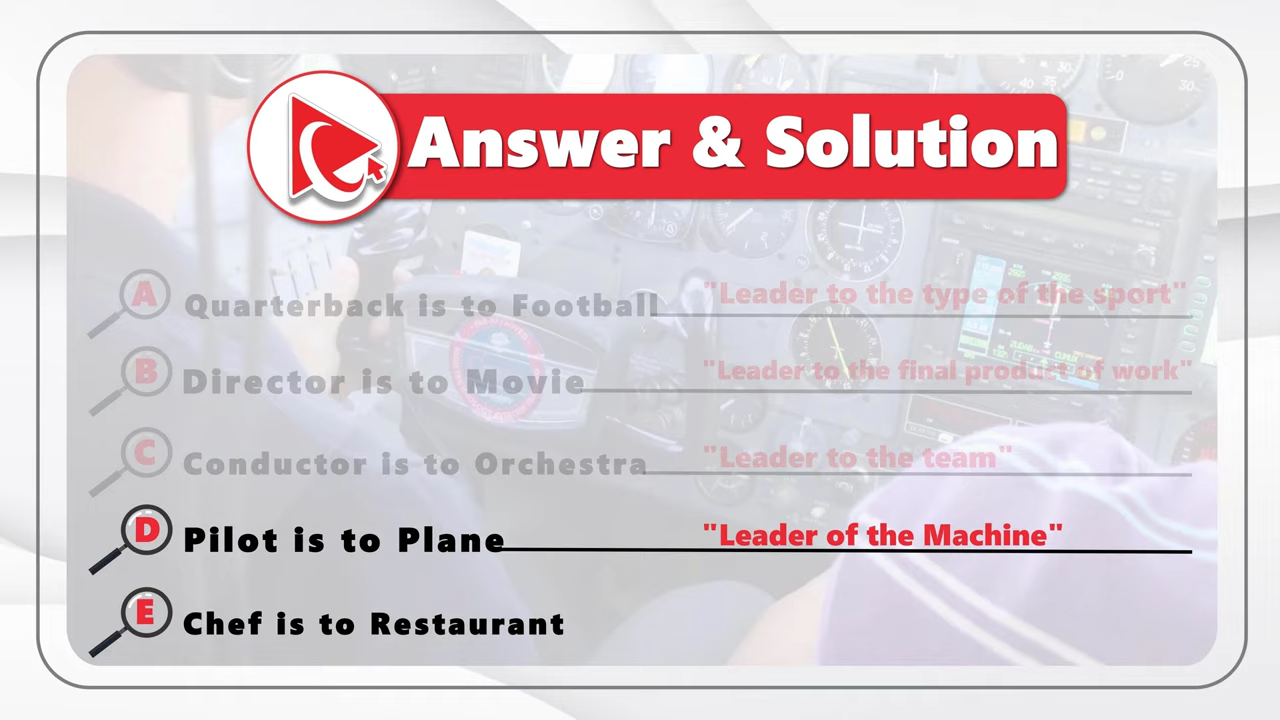 Answer & Solution
A Quarterback is to Football "Leader to the type of the sport"
B Director is to Movie "Leader to the final product of work"
C Conductor is to Orchestra "Leader to the team"
D Pilot is to Plane "Leader of the Machine"
E Chef is to Restaurant